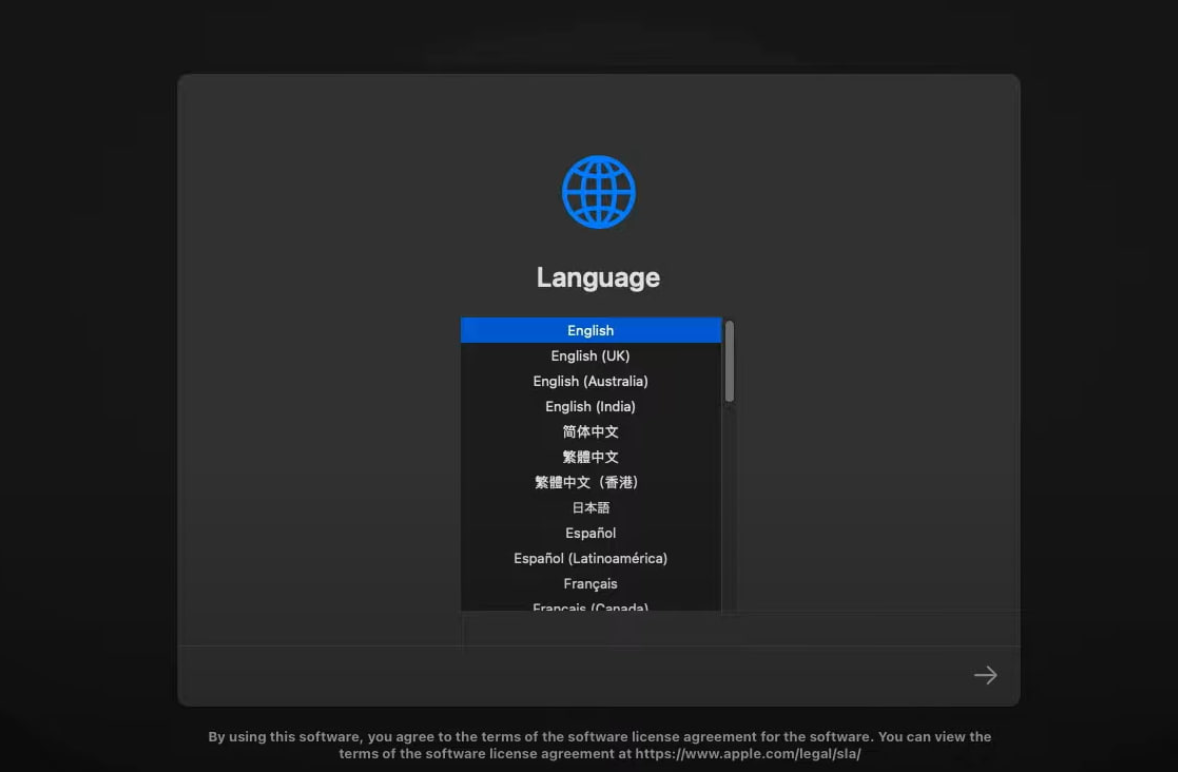 Language
English
English (UK)
English (Australia)
English (India)
简体中文
繁體中文
繁體中文（香港）
日本語
Español
Español (Latinoamérica)
Français
Français (Canada)
By using this software, you agree to the terms of the software license agreement for the software. You can view the
terms of the software license agreement at https://www.apple.com/legal/sla/